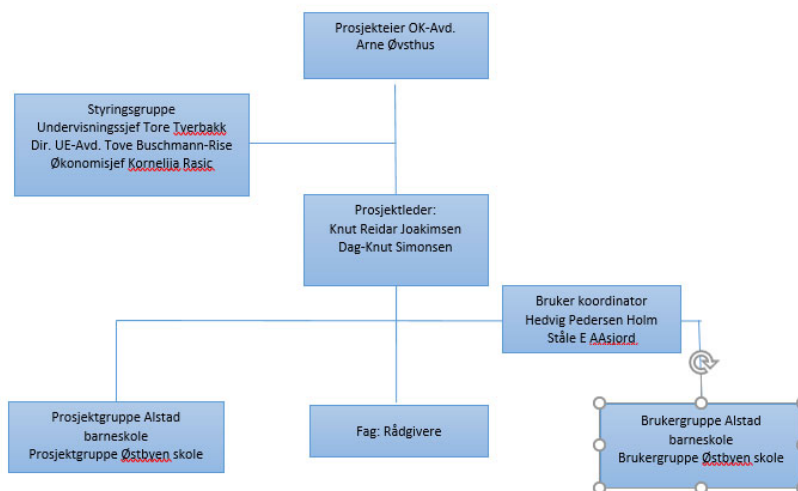 Prosjekteier OK-Avd.
Arne Øvsthus
Styringsgruppe
Undervisningssjef Tore Tverbakk
Dir. UE-Avd. Tove Buschmann-Rise
Økonomisjef Kornelija Rasic
Prosjektleder:
Knut Reidar Joakimsen
Dag-Knut Simonsen
Bruker koordinator
Hedvig Pedersen Holm
Ståle E AAsjord
Prosjektgruppe Alstad
barneskole
Prosjektgruppe Østbyen skole
Fag: Rådgivere
Brukergruppe Alstad
barneskole
Brukergruppe Østbyen skole